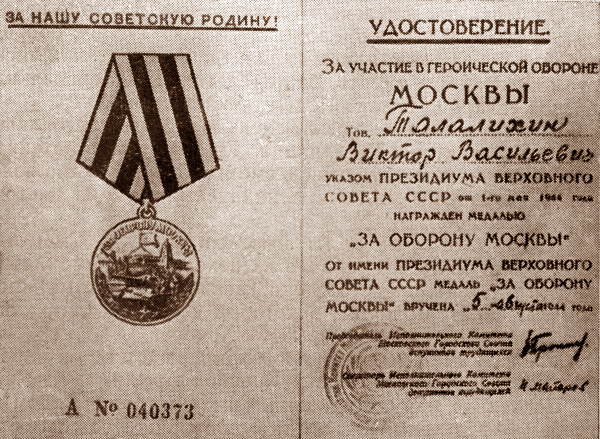 ЗА НАШУ СОВЕТСКУЮ РОДИНУ!
А № 040373
УДОСТОВЕРЕНИЕ.
ЗА УЧАСТИЕ В ГЕРОИЧЕСКОЙ ОБОРОНЕ
МОСКВЫ
Тов. Талалихин
Виктор Васильевич
УКАЗОМ ПРЕЗИДИУМА ВЕРХОВНОГО
СОВЕТА СССР от 1-го мая 1944 года
НАГРАЖДЕН МЕДАЛЬЮ
„ЗА ОБОРОНУ МОСКВЫ"
ОТ ИМЕНИ ПРЕЗИДИУМА ВЕРХОВНОГО
СОВЕТА СССР МЕДАЛЬ „ЗА ОБОРОНУ
МОСКВЫ" ВРУЧЕНА „5 августа года
Председатель Исполнительного Комитета
Московского Городского Совета
депутатов трудящихся
Секретарь Исполнительного Комитета
Московского Городского Совета
депутатов трудящихся